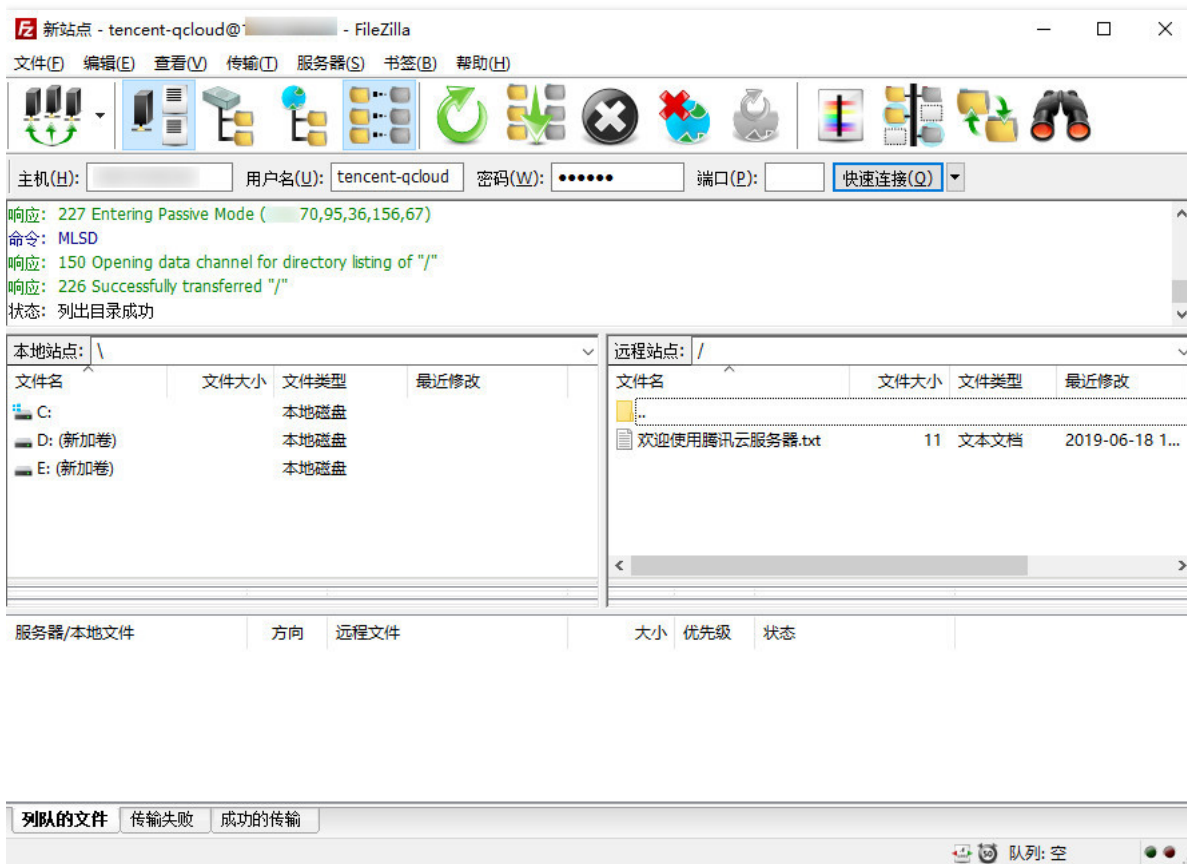 新站点 - tencent-qcloud@ - FileZilla
文件(F) 编辑(E) 查看(V) 传输(T) 服务器(S) 书签(B) 帮助(H)
主机(H): 用户名(U): tencent-qcloud 密码(W): •••••• 端口(P): 快速连接(Q)
响应: 227 Entering Passive Mode ( 70,95,36,156,67)
命令: MLSD
响应: 150 Opening data channel for directory listing of "/"
响应: 226 Successfully transferred "/"
状态: 列出目录成功
本地站点: \ 远程站点: /
文件名 文件大小 文件类型 最近修改 文件名 文件大小 文件类型 最近修改
C: 本地磁盘 ..
D: (新加卷) 本地磁盘 欢迎使用腾讯云服务器.txt 11 文本文档 2019-06-18 1...
E: (新加卷) 本地磁盘
服务器/本地文件 方向 远程文件 大小 优先级 状态
列队的文件 传输失败 成功的传输
队列: 空